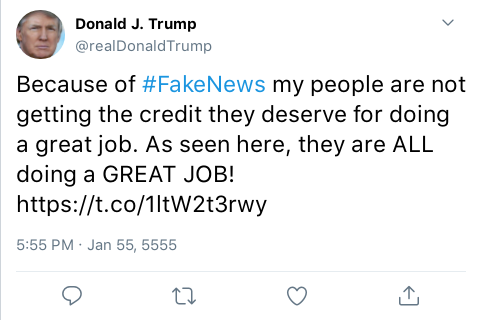 Donald J. Trump
@realDonaldTrump
Because of #FakeNews my people are not
getting the credit they deserve for doing
a great job. As seen here, they are ALL
doing a GREAT JOB!
https://t.co/1ltW2t3rwy
5:55 PM · Jan 55, 5555